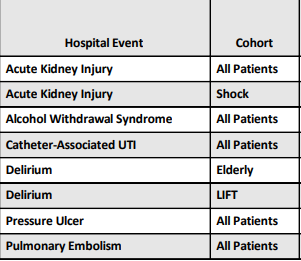 Hospital Event Cohort
Acute Kidney Injury All Patients
Acute Kidney Injury Shock
Alcohol Withdrawal Syndrome All Patients
Catheter-Associated UTI All Patients
Delirium Elderly
Delirium LIFT
Pressure Ulcer All Patients
Pulmonary Embolism All Patients